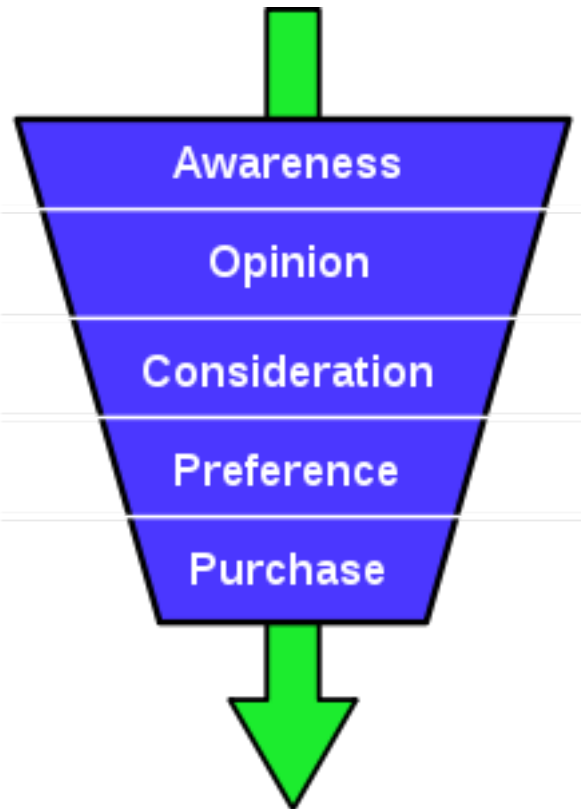 Awareness
Opinion
Consideration
Preference
Purchase